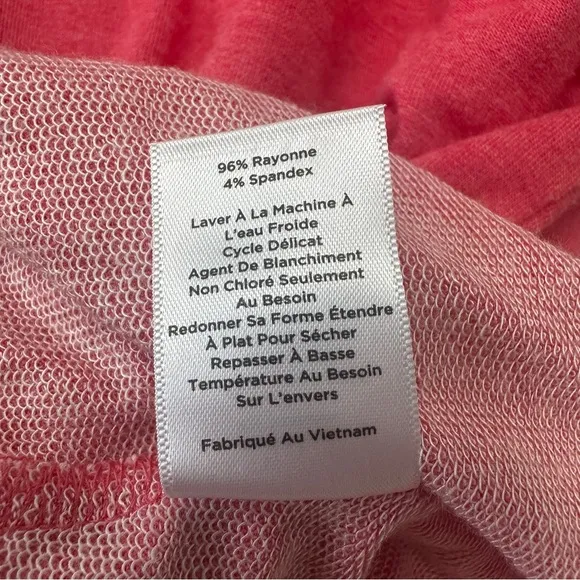 96% Rayonne
4% Spandex
Laver À La Machine À
L'eau Froide
Cycle Délicat
Agent De Blanchiment
Non Chloré Seulement
Au Besoin
Redonner Sa Forme Étendre
À Plat Pour Sécher
Repasser À Basse
Température Au Besoin
Sur L'envers
Fabriqué Au Vietnam